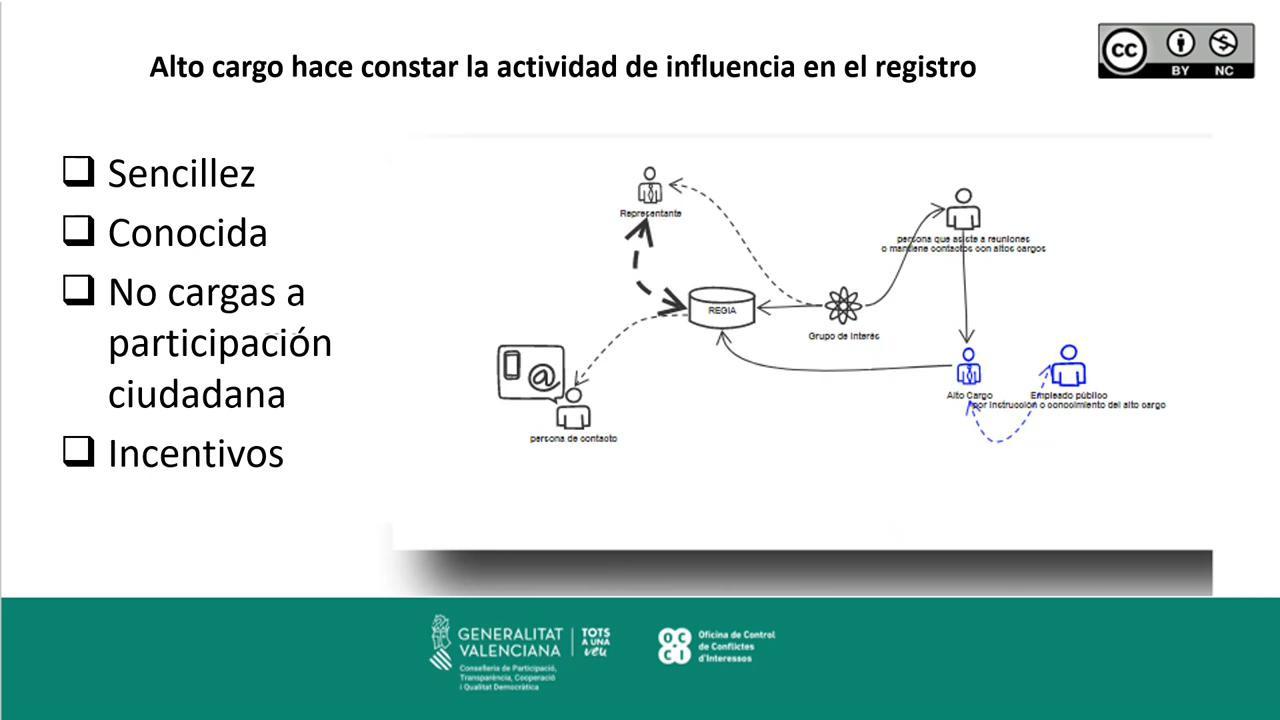 Alto cargo hace constar la actividad de influencia en el registro
cc
BY NC
Sencillez
Conocida
No cargas a
participación
ciudadana
Incentivos
Representante
persona que asiste a reuniones
o mantiene contactos con altos cargos
REGIA
Grupo de Interés
@
persona de contacto
Alto Cargo
Empleado público
por instrucción o conocimiento del alto cargo
GENERALITAT
VALENCIANA
Conselleria de Participació,
Transparència, Cooperació
i Qualitat Democràtica
TOTS
A UNA
veu
OC
CI
Oficina de Control
de Conflictes
d'Interessos